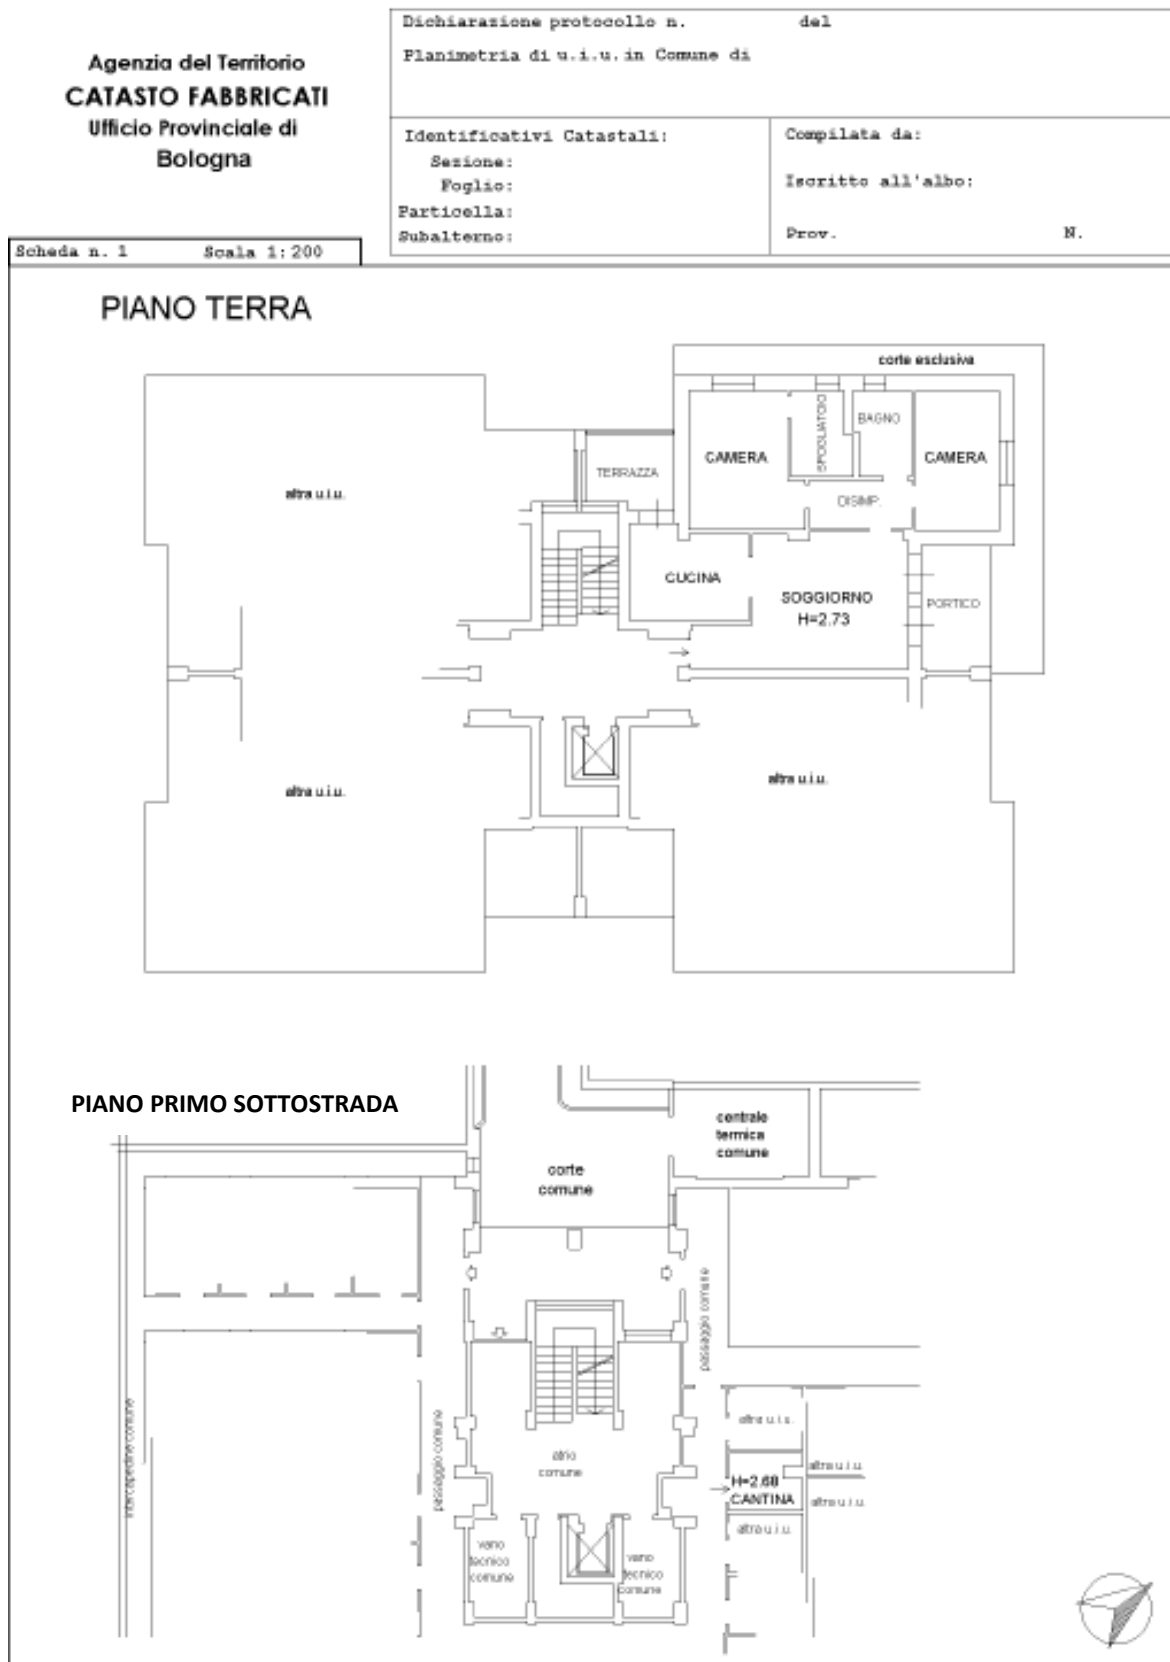 Agenzia del Territorio
CATASTO FABBRICATI
Ufficio Provinciale di
Bologna
Dichiarazione protocollo n. del
Planimetria di u.i.u. in Comune di
Identificativi Catastali:
Sezione:
Foglio:
Particella:
Subalterno:
Compilata da:
Iscritto all'albo:
Prov. N.
Scheda n. 1 Scala 1:200
PIANO TERRA
corte esclusiva
SPOGLIATOIO
BAGNO
CAMERA
CAMERA
TERRAZZA
altra u.i.u.
DISIMP.
CUCINA
SOGGIORNO
H=2.73
PORTICO
altra u.i.u.
altra u.i.u.
PIANO PRIMO SOTTOSTRADA
centrale
termica
comune
corte
comune
passaggio comune
intercapedine comune
passaggio comune
altra u.i.u.
atrio
comune
altra u.i.u.
H=2.68
CANTINA
altra u.i.u.
altra u.i.u.
vano
tecnico
comune
vano
tecnico
comune